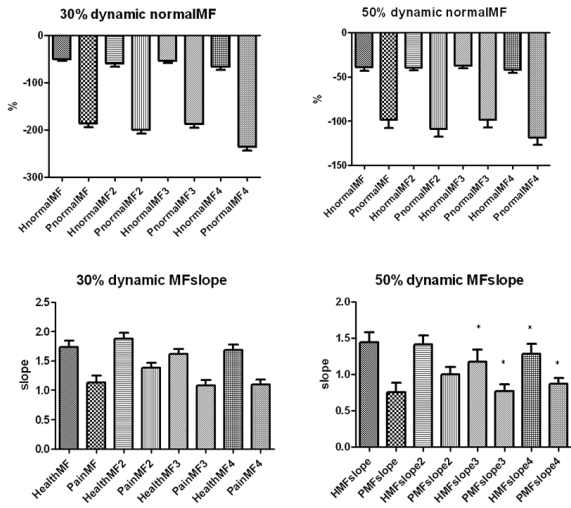 30% dynamic normalMF
0
-100
-200
-300
%
HnormalMF
PnormalMF
HnormalMF2
PnormalMF2
HnormalMF3
PnormalMF3
HnormalMF4
PnormalMF4
50% dynamic normalMF
0
-50
-100
-150
%
HnormalMF
PnormalMF
HnormalMF2
PnormalMF2
HnormalMF3
PnormalMF3
HnormalMF4
PnormalMF4
30% dynamic MFslope
2.5
2.0
1.5
1.0
0.5
0.0
slope
HealthMF
PainMF
HealthMF2
PainMF2
HealthMF3
PainMF3
HealthMF4
PainMF4
50% dynamic MFslope
2.0
1.5
1.0
0.5
0.0
slope
* * * *
HMFslope
PMFslope
HMFslope2
PMFslope2
HMFslope3
PMFslope3
HMFslope4
PMFslope4